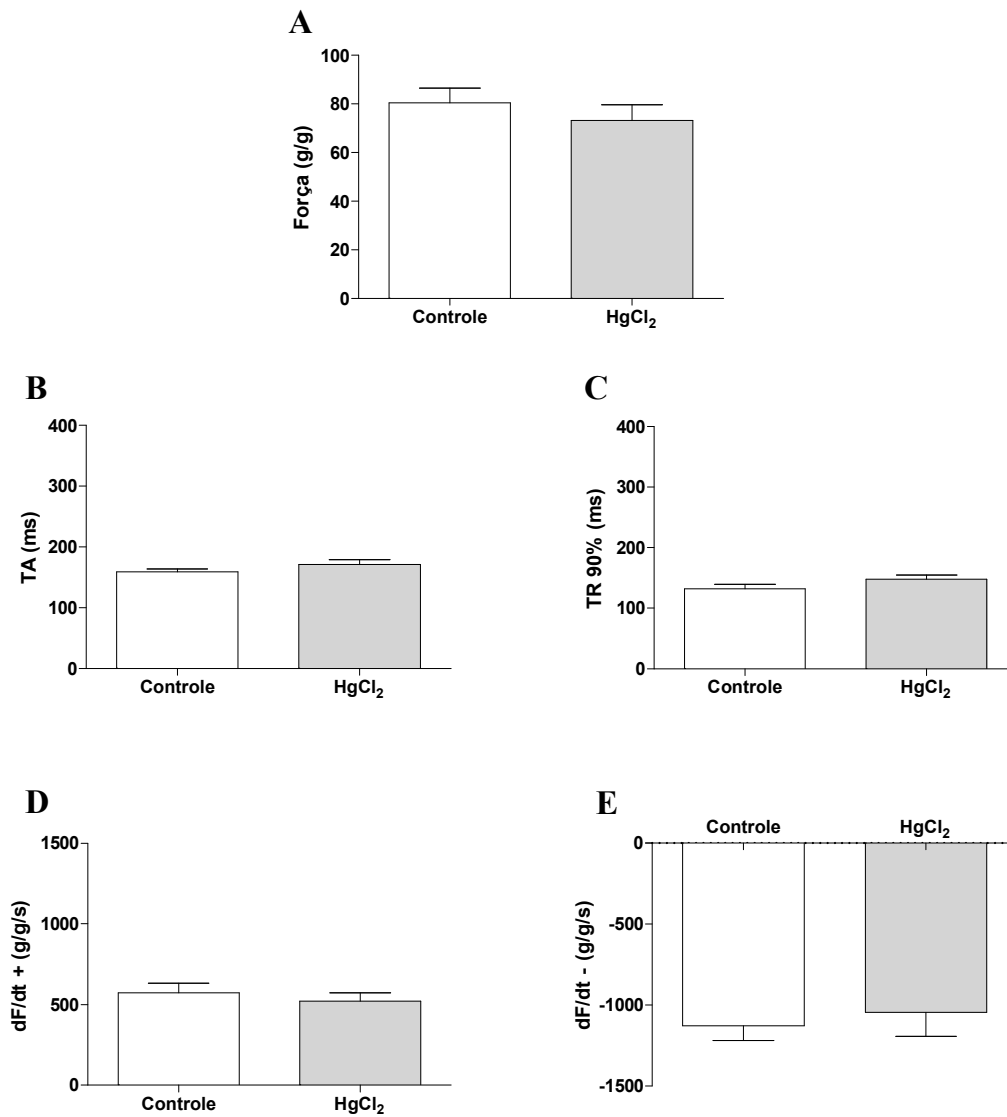 A
Força (g/g)
100
80
60
40
20
0
Controle
HgCl₂
B
TA (ms)
400
300
200
100
0
Controle
HgCl₂
C
TR 90% (ms)
400
300
200
100
0
Controle
HgCl₂
D
dF/dt + (g/g/s)
1500
1000
500
0
Controle
HgCl₂
E
dF/dt - (g/g/s)
Controle
HgCl₂
0
-500
-1000
-1500